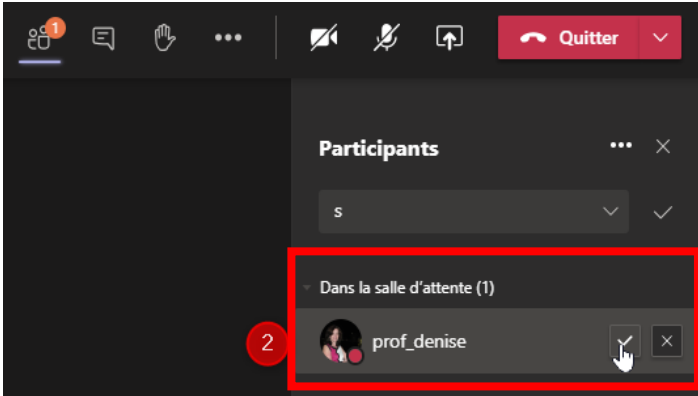 1
Quitter
Participants
s
Dans la salle d'attente (1)
2
prof_denise